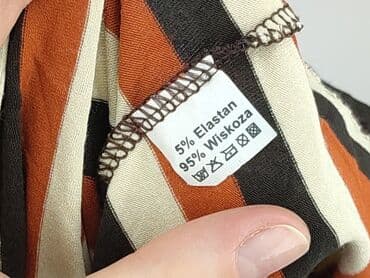 5% Elastan
95% Wiskoza